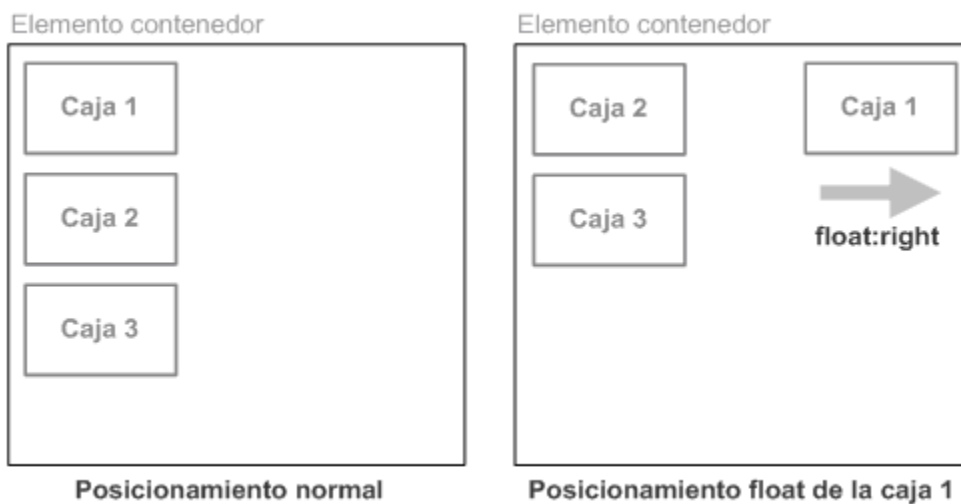 Elemento contenedor
Caja 1
Caja 2
Caja 3
Posicionamiento normal
Elemento contenedor
Caja 2
Caja 1
Caja 3
float:right
Posicionamiento float de la caja 1